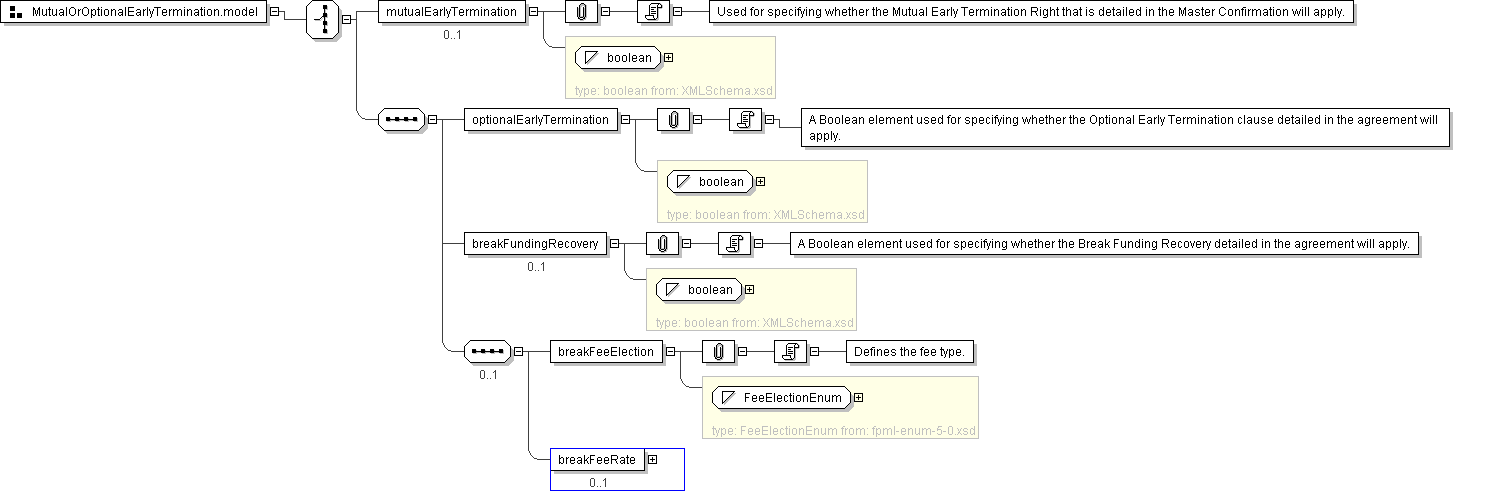 MutualOrOptionalEarlyTermination.model
mutualEarlyTermination
Used for specifying whether the Mutual Early Termination Right that is detailed in the Master Confirmation will apply.
0..1
boolean
type: boolean from: XMLSchema.xsd
optionalEarlyTermination
A Boolean element used for specifying whether the Optional Early Termination clause detailed in the agreement will
apply.
boolean
type: boolean from: XMLSchema.xsd
breakFundingRecovery
A Boolean element used for specifying whether the Break Funding Recovery detailed in the agreement will apply.
0..1
boolean
type: boolean from: XMLSchema.xsd
breakFeeElection
Defines the fee type.
0..1
FeeElectionEnum
type: FeeElectionEnum from: fpml-enum-5-0.xsd
breakFeeRate
0..1